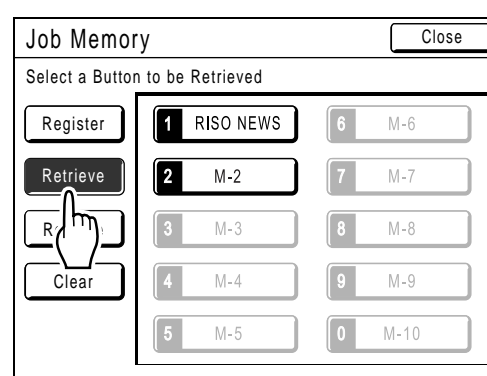 Job Memory
Close
Select a Button to be Retrieved
Register
Retrieve
Clear
1 RISO NEWS
2 M-2
3 M-3
4 M-4
5 M-5
6 M-6
7 M-7
8 M-8
9 M-9
0 M-10